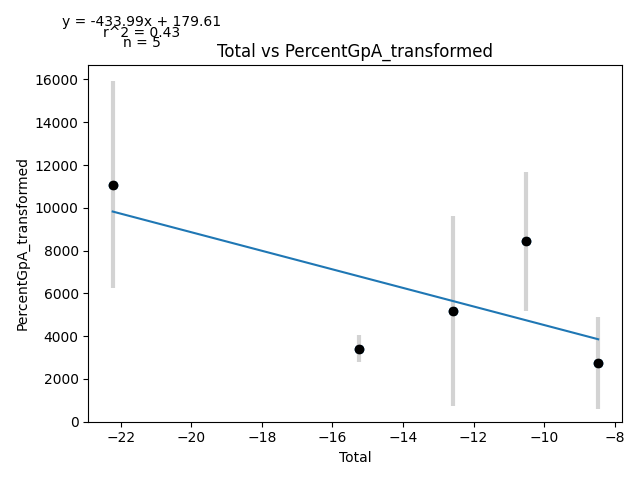 y = -433.99x + 179.61
r^2 = 0.43
n = 5
Total vs PercentGpA_transformed
PercentGpA_transformed
16000
14000
12000
10000
8000
6000
4000
2000
0
−22 −20 −18 −16 −14 −12 −10 −8
Total